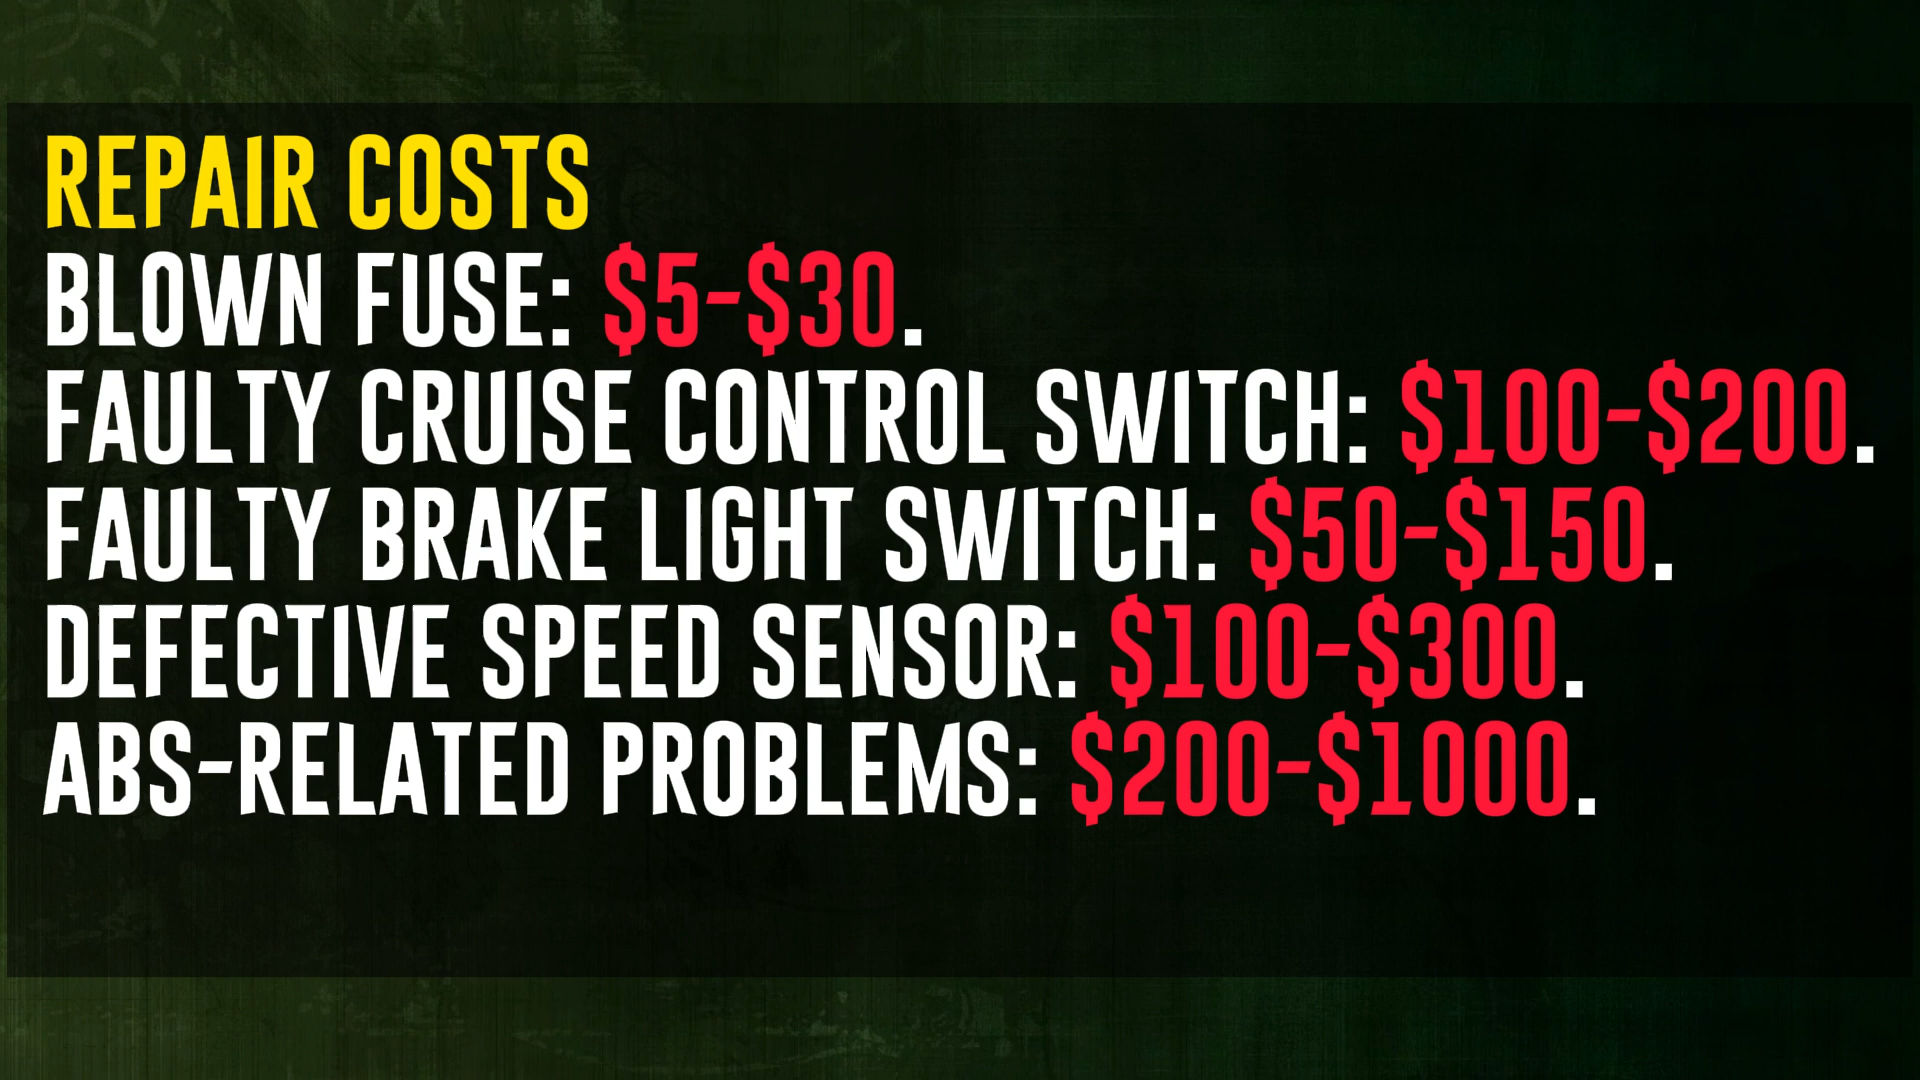 REPAIR COSTS
BLOWN FUSE: $5-$30.
FAULTY CRUISE CONTROL SWITCH: $100-$200.
FAULTY BRAKE LIGHT SWITCH: $50-$150.
DEFECTIVE SPEED SENSOR: $100-$300.
ABS-RELATED PROBLEMS: $200-$1000.